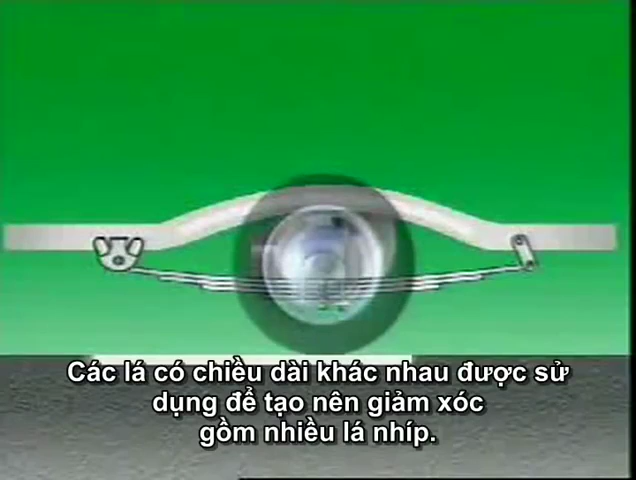 Các lá có chiều dài khác nhau được sử
dụng để tạo nên giảm xóc
gồm nhiều lá nhíp.